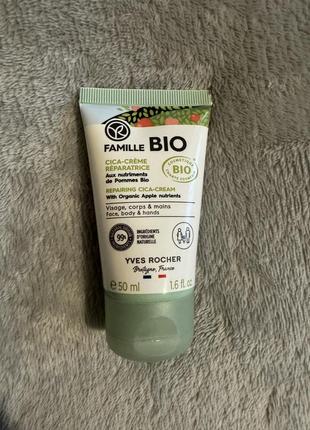 FAMILLE BIO
CICA-CRÈME
RÉPARATRICE
Aux nutriments
de Pommes Bio
REPAIRING CICA-CREAM
With Organic Apple nutrients
Visage, corps & mains
Face, body & hands
BIO
99%
INGRÉDIENTS
D'ORIGINE
NATURELLE
YVES ROCHER
Bretagne, France
℮50 ml 1.6 fl. oz